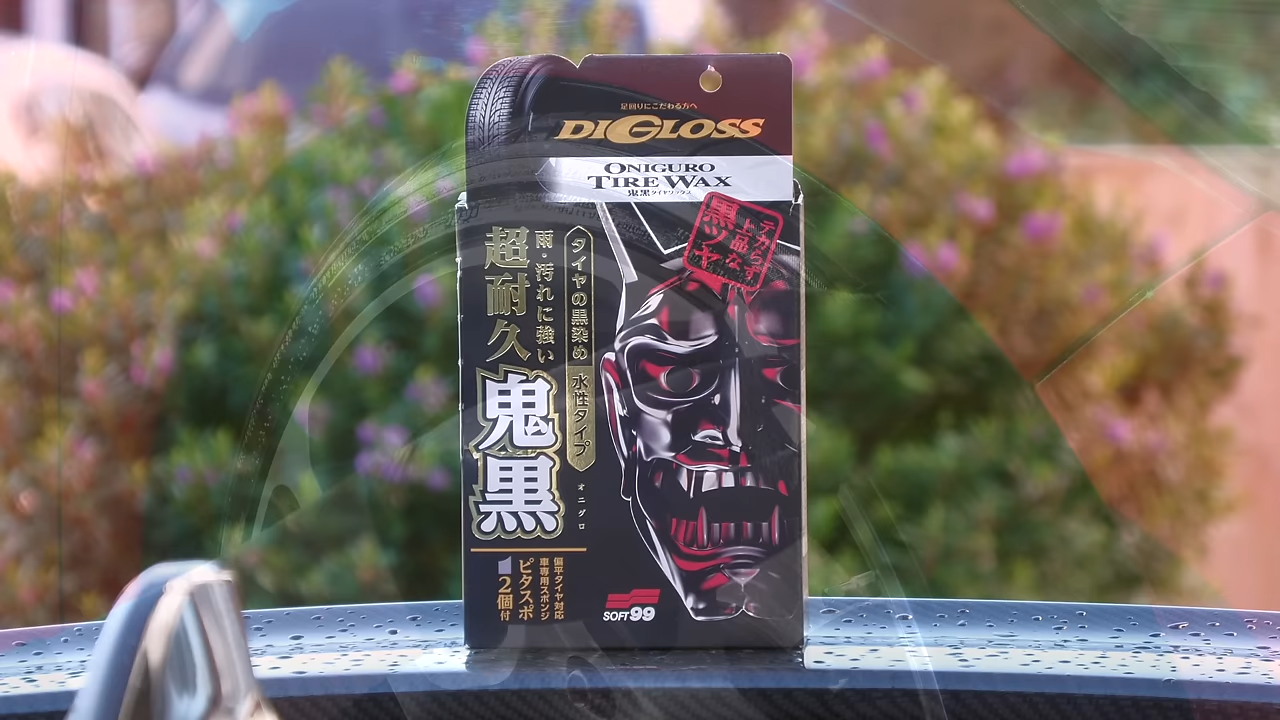 足回りにこだわる方へ
DIGLOSS
ONIGURO
TIRE WAX
鬼黒タイヤワックス
テカらず
上品な
黒ツヤ
タイヤの黒染め 水性タイプ
雨・汚れに強い
超耐久
鬼黒
オニグロ
偏平タイヤ対応
車専用スポンジ
ピタスポ
2個付
SOFT99